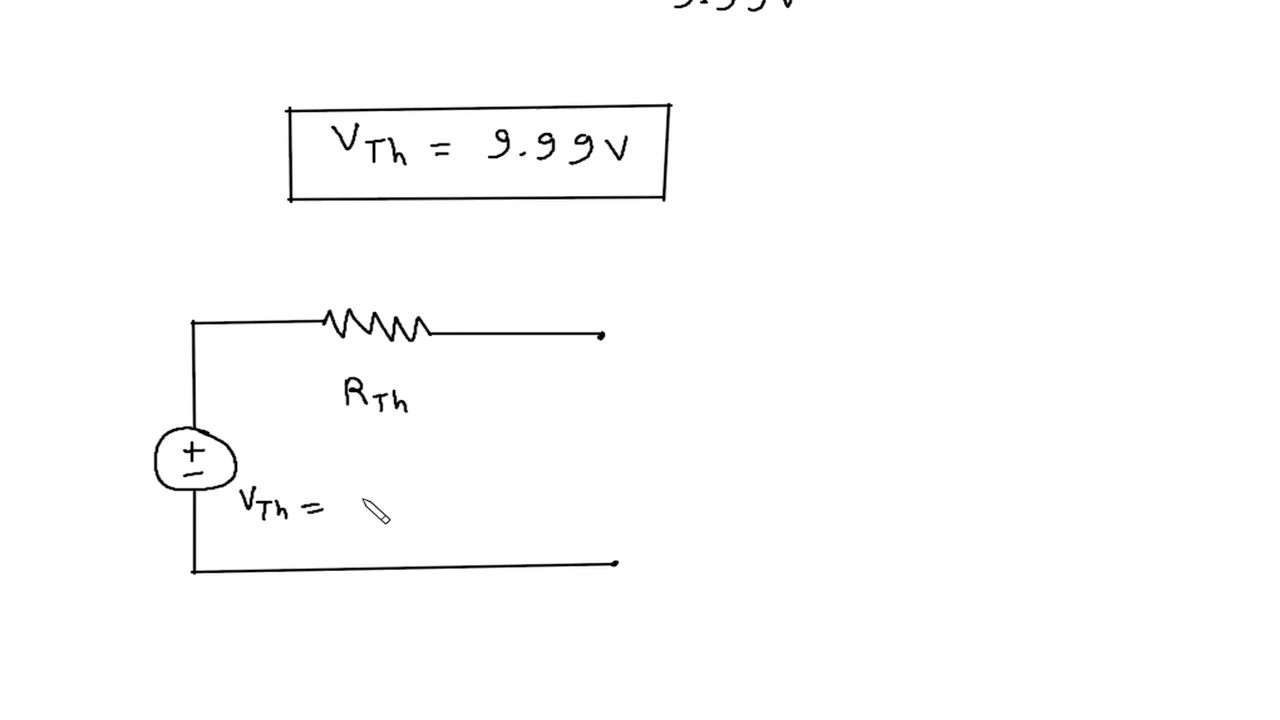 V_Th = 9.99V
R_Th
+
−
V_Th =